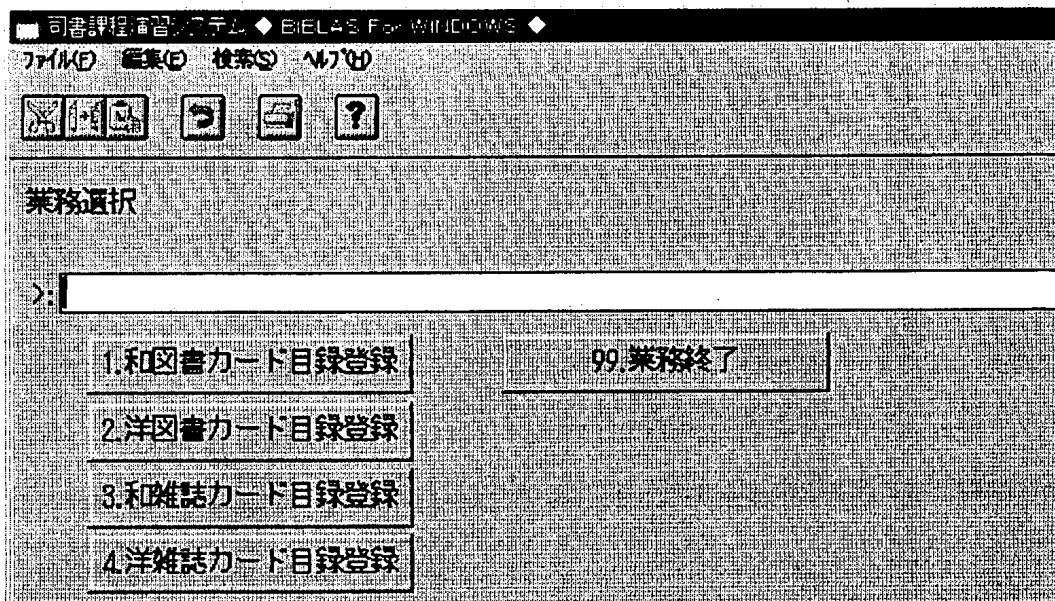 司書課程演習システム ◆ BIELAS For WINDOWS ◆
ファイル(F) 編集(E) 検索(S) ヘルプ(H)
?
業務選択
>:
1.和図書カード目録登録 99.業務終了
2.洋図書カード目録登録
3.和雑誌カード目録登録
4.洋雑誌カード目録登録